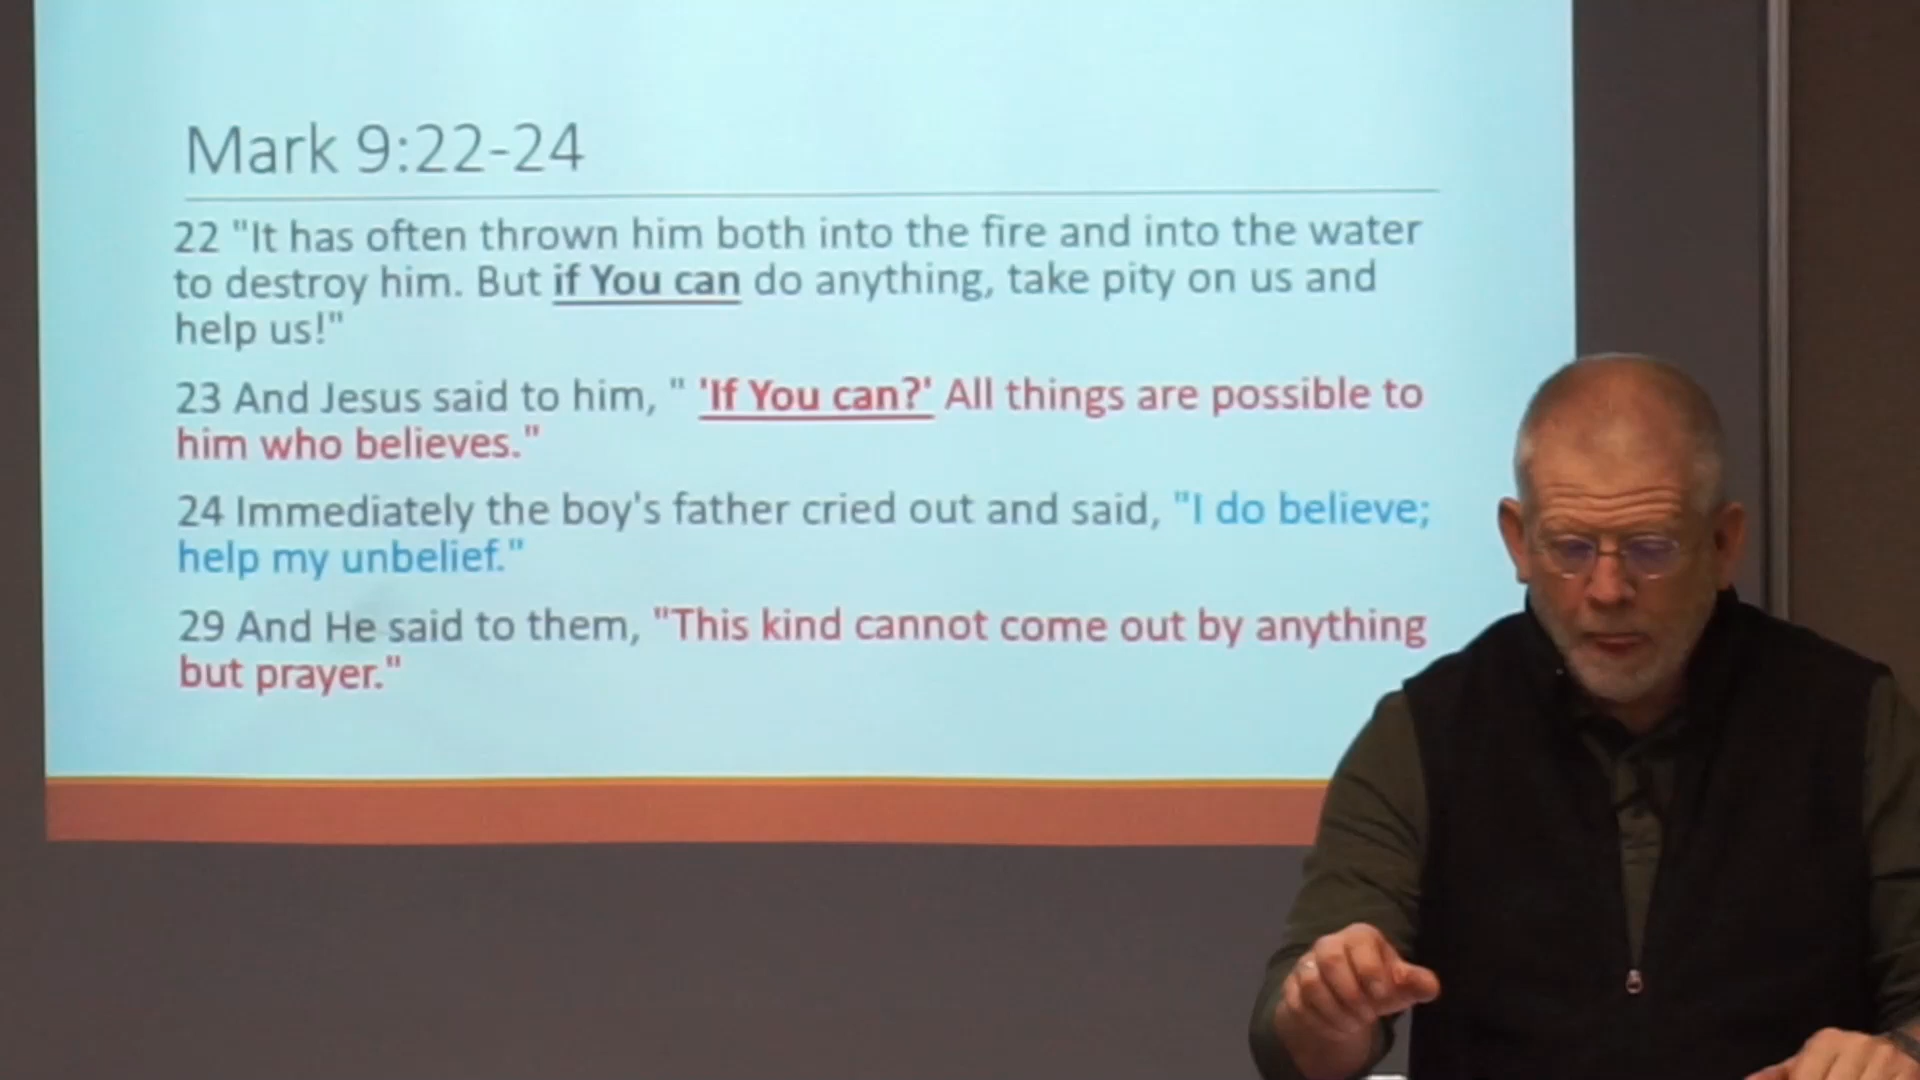 Mark 9:22-24
22 "It has often thrown him both into the fire and into the water
to destroy him. But if You can do anything, take pity on us and
help us!"
23 And Jesus said to him, " 'If You can?' All things are possible to
him who believes."
24 Immediately the boy's father cried out and said, "I do believe;
help my unbelief."
29 And He said to them, "This kind cannot come out by anything
but prayer."